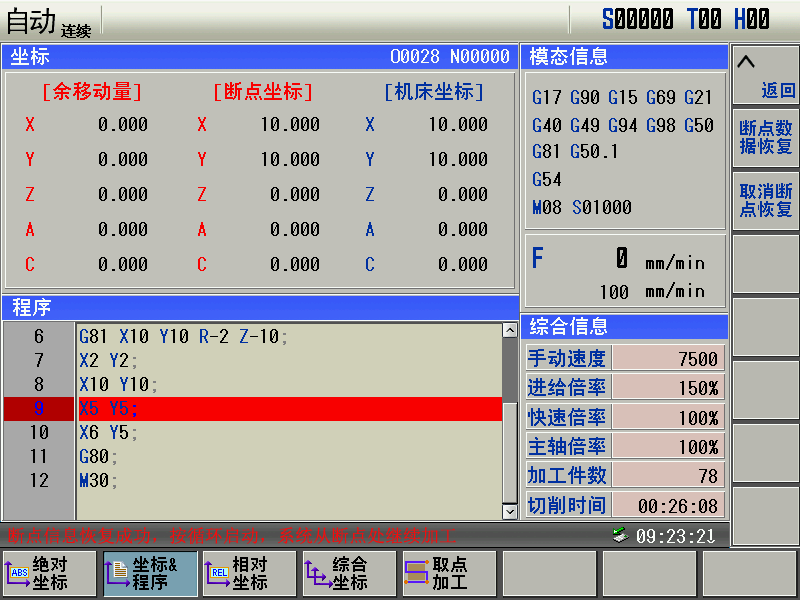 自动 连续 S00000 T00 H00
坐标 O0028 N00000
[余移动量] [断点坐标] [机床坐标]
X 0.000 X 10.000 X 10.000
Y 0.000 Y 10.000 Y 10.000
Z 0.000 Z 0.000 Z 0.000
A 0.000 A 0.000 A 0.000
C 0.000 C 0.000 C 0.000
模态信息
G17 G90 G15 G69 G21
G40 G49 G94 G98 G50
G81 G50.1
G54
M08 S01000
F 0 mm/min
100 mm/min
程序
6 G81 X10 Y10 R-2 Z-10;
7 X2 Y2;
8 X10 Y10;
9 X5 Y5;
10 X6 Y5;
11 G80;
12 M30;
综合信息
手动速度 7500
进给倍率 150%
快速倍率 100%
主轴倍率 100%
加工件数 78
切削时间 00:26:08
返回
断点数
据恢复
取消断
点恢复
断点信息恢复成功，按循环启动，系统从断点处继续加工
09:23:21
ABS 绝对
坐标
坐标&
程序
REL 相对
坐标
综合
坐标
取点
加工